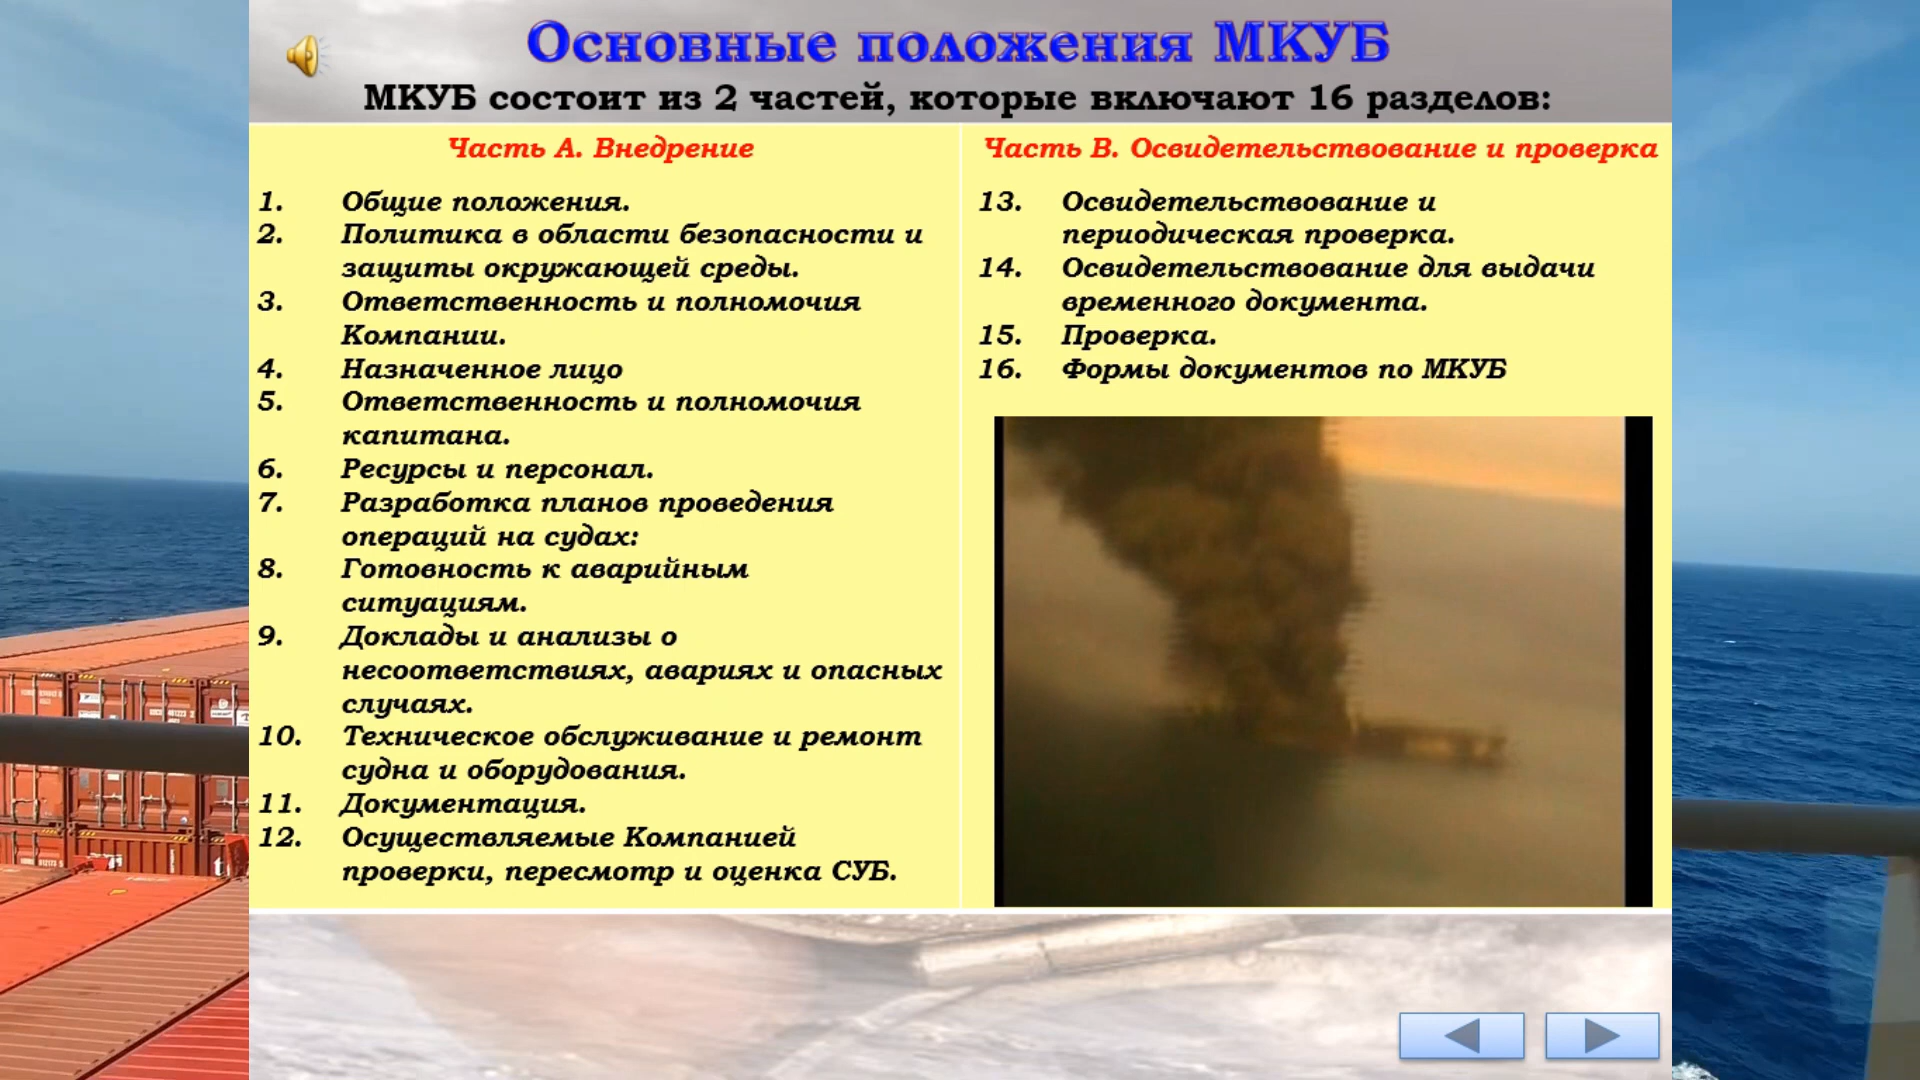 Основные положения МКУБ
МКУБ состоит из 2 частей, которые включают 16 разделов:
Часть А. Внедрение
1. Общие положения.
2. Политика в области безопасности и
защиты окружающей среды.
3. Ответственность и полномочия
Компании.
4. Назначенное лицо
5. Ответственность и полномочия
капитана.
6. Ресурсы и персонал.
7. Разработка планов проведения
операций на судах:
8. Готовность к аварийным
ситуациям.
9. Доклады и анализы о
несоответствиях, авариях и опасных
случаях.
10. Техническое обслуживание и ремонт
судна и оборудования.
11. Документация.
12. Осуществляемые Компанией
проверки, пересмотр и оценка СУБ.
Часть В. Освидетельствование и проверка
13. Освидетельствование и
периодическая проверка.
14. Освидетельствование для выдачи
временного документа.
15. Проверка.
16. Формы документов по МКУБ